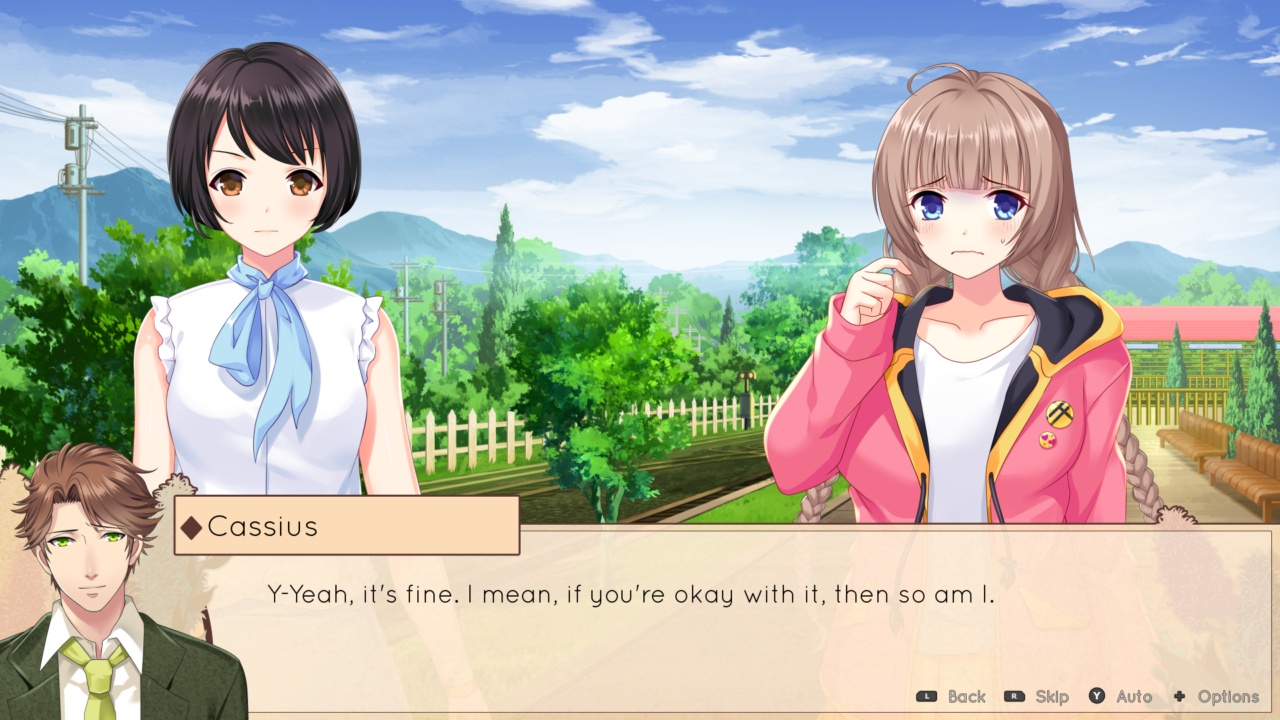 Cassius
Y-Yeah, it's fine. I mean, if you're okay with it, then so am I.
L Back R Skip Y Auto Options